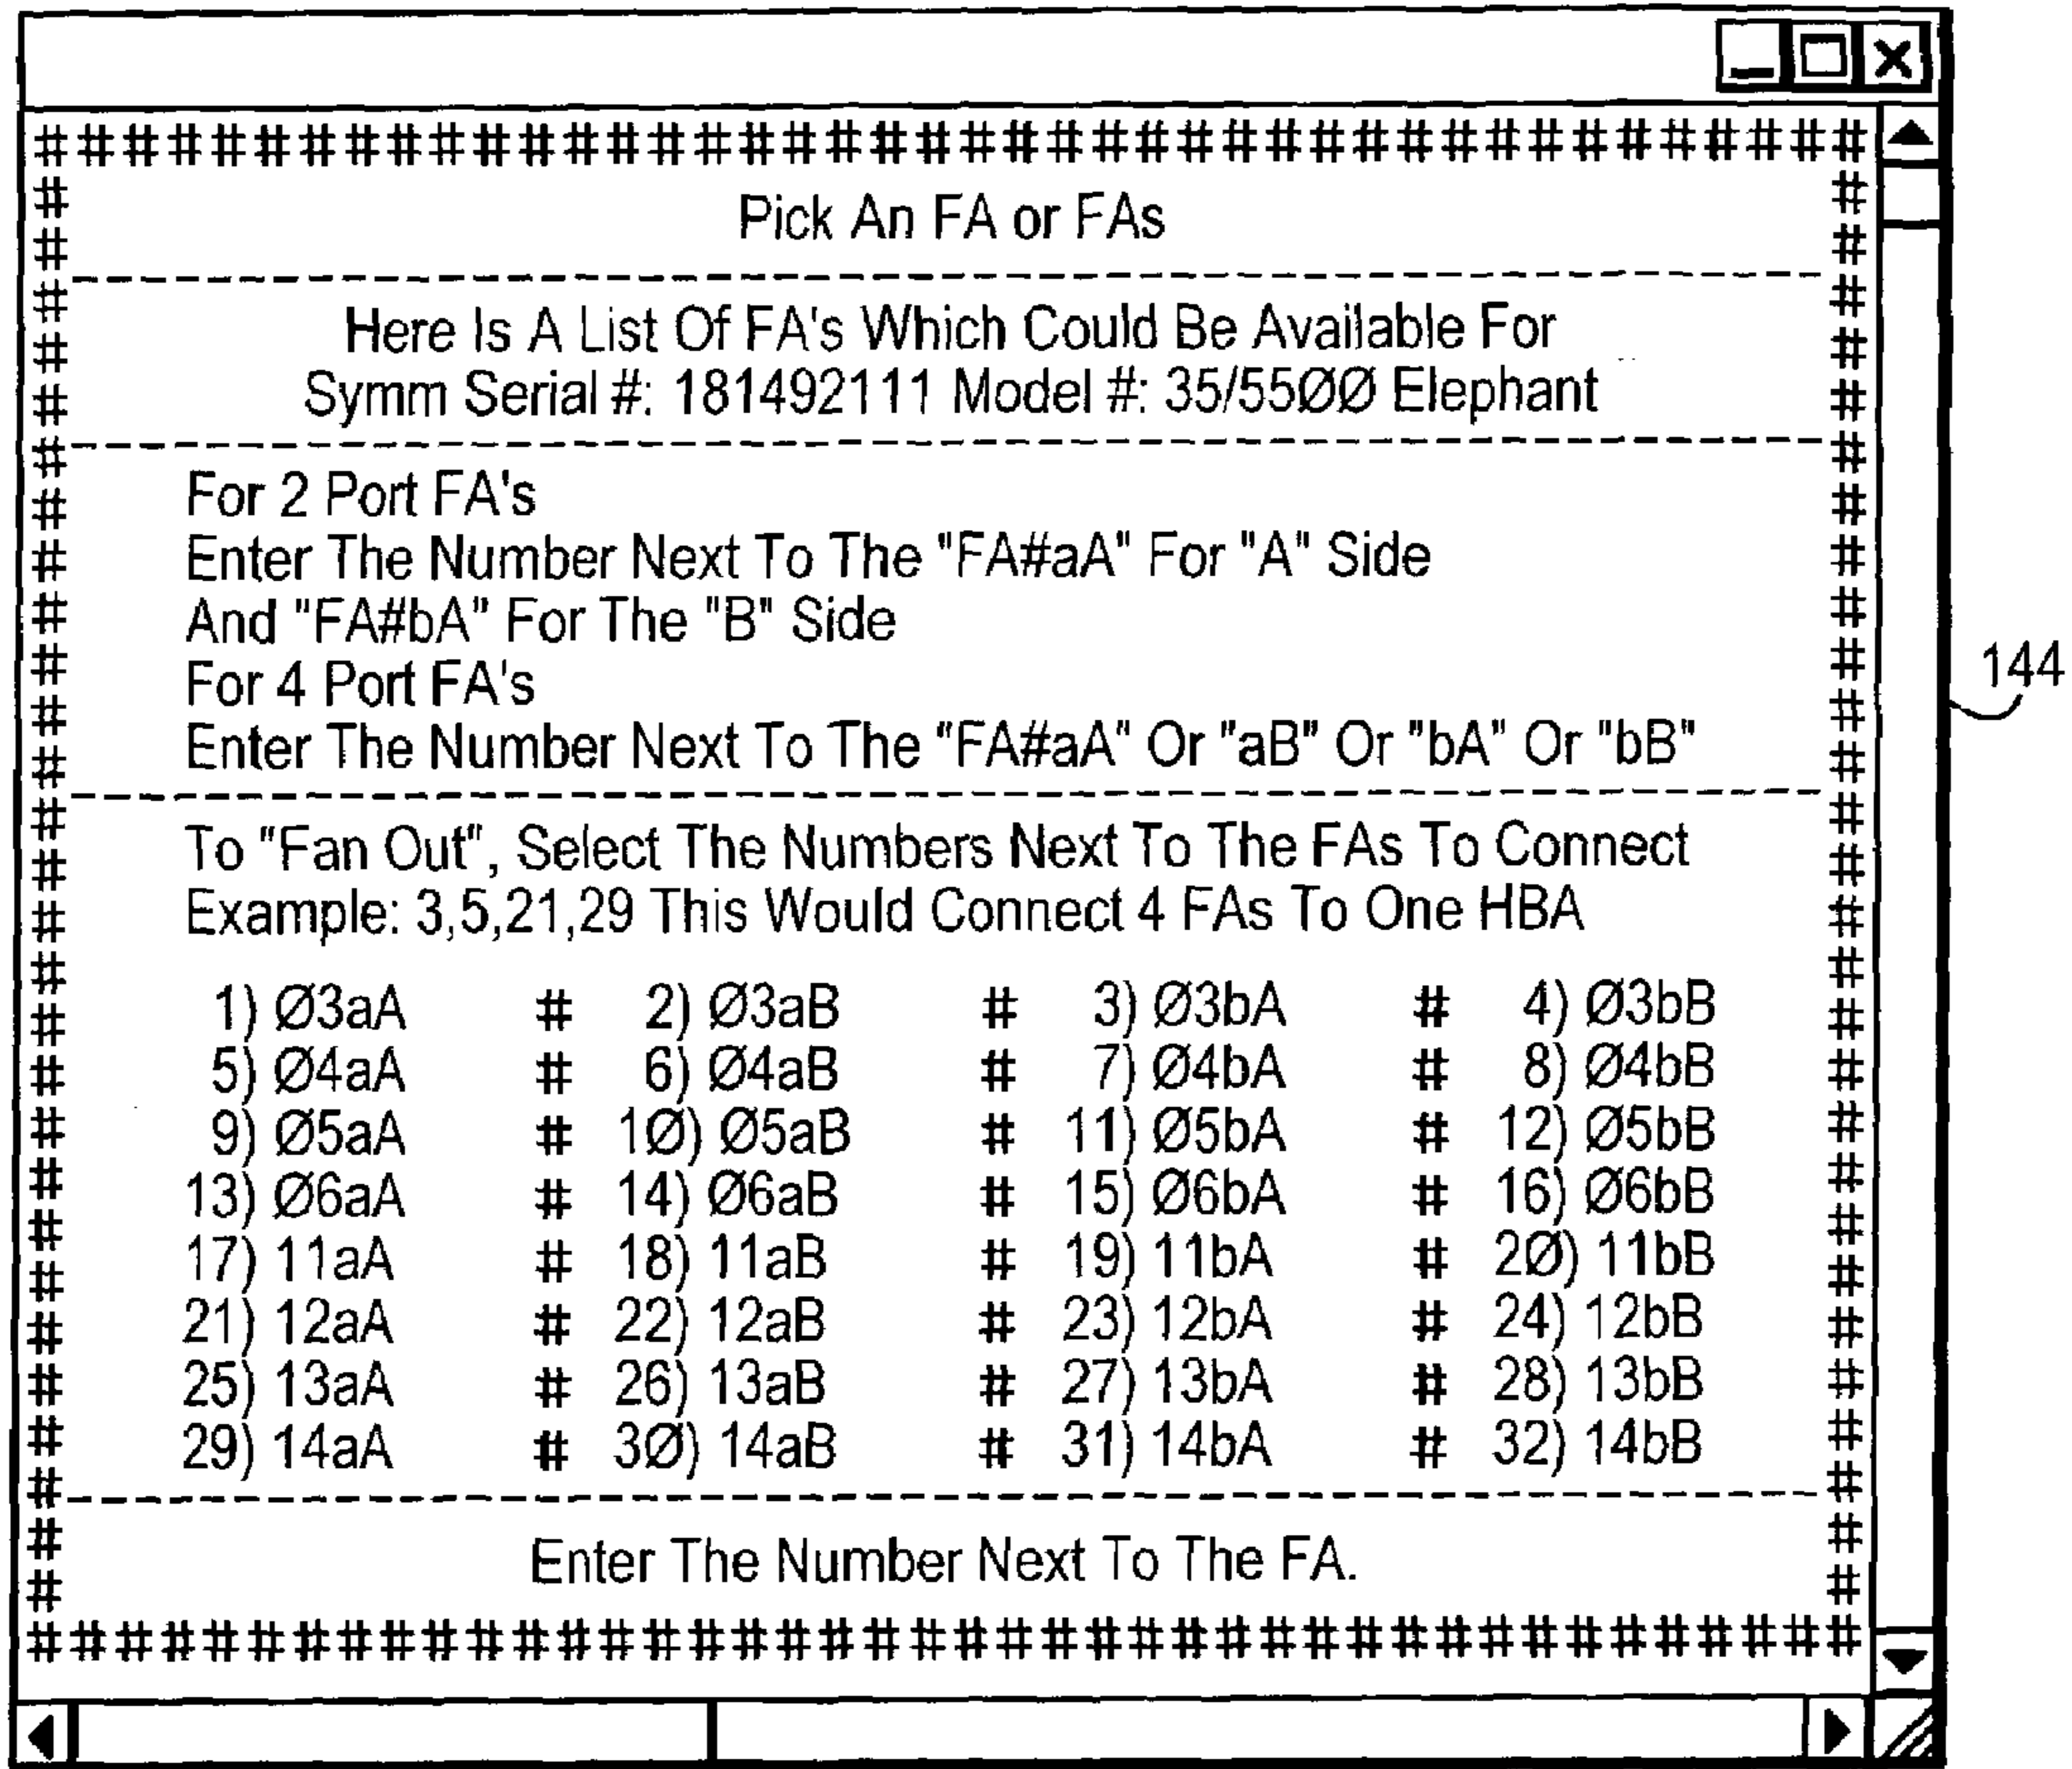 ############################################
# Pick An FA or FAs #
# Here Is A List Of FA's Which Could Be Available For #
# Symm Serial #: 181492111 Model #: 35/55ØØ Elephant #
# For 2 Port FA's #
# Enter The Number Next To The "FA#aA" For "A" Side #
# And "FA#bA" For The "B" Side #
# For 4 Port FA's #
# Enter The Number Next To The "FA#aA" Or "aB" Or "bA" Or "bB" #
# To "Fan Out", Select The Numbers Next To The FAs To Connect #
# Example: 3,5,21,29 This Would Connect 4 FAs To One HBA #
# 1) Ø3aA # 2) Ø3aB # 3) Ø3bA # 4) Ø3bB #
# 5) Ø4aA # 6) Ø4aB # 7) Ø4bA # 8) Ø4bB #
# 9) Ø5aA # 1Ø) Ø5aB # 11) Ø5bA # 12) Ø5bB #
# 13) Ø6aA # 14) Ø6aB # 15) Ø6bA # 16) Ø6bB #
# 17) 11aA # 18) 11aB # 19) 11bA # 2Ø) 11bB #
# 21) 12aA # 22) 12aB # 23) 12bA # 24) 12bB #
# 25) 13aA # 26) 13aB # 27) 13bA # 28) 13bB #
# 29) 14aA # 3Ø) 14aB # 31) 14bA # 32) 14bB #
# Enter The Number Next To The FA. #
############################################
144